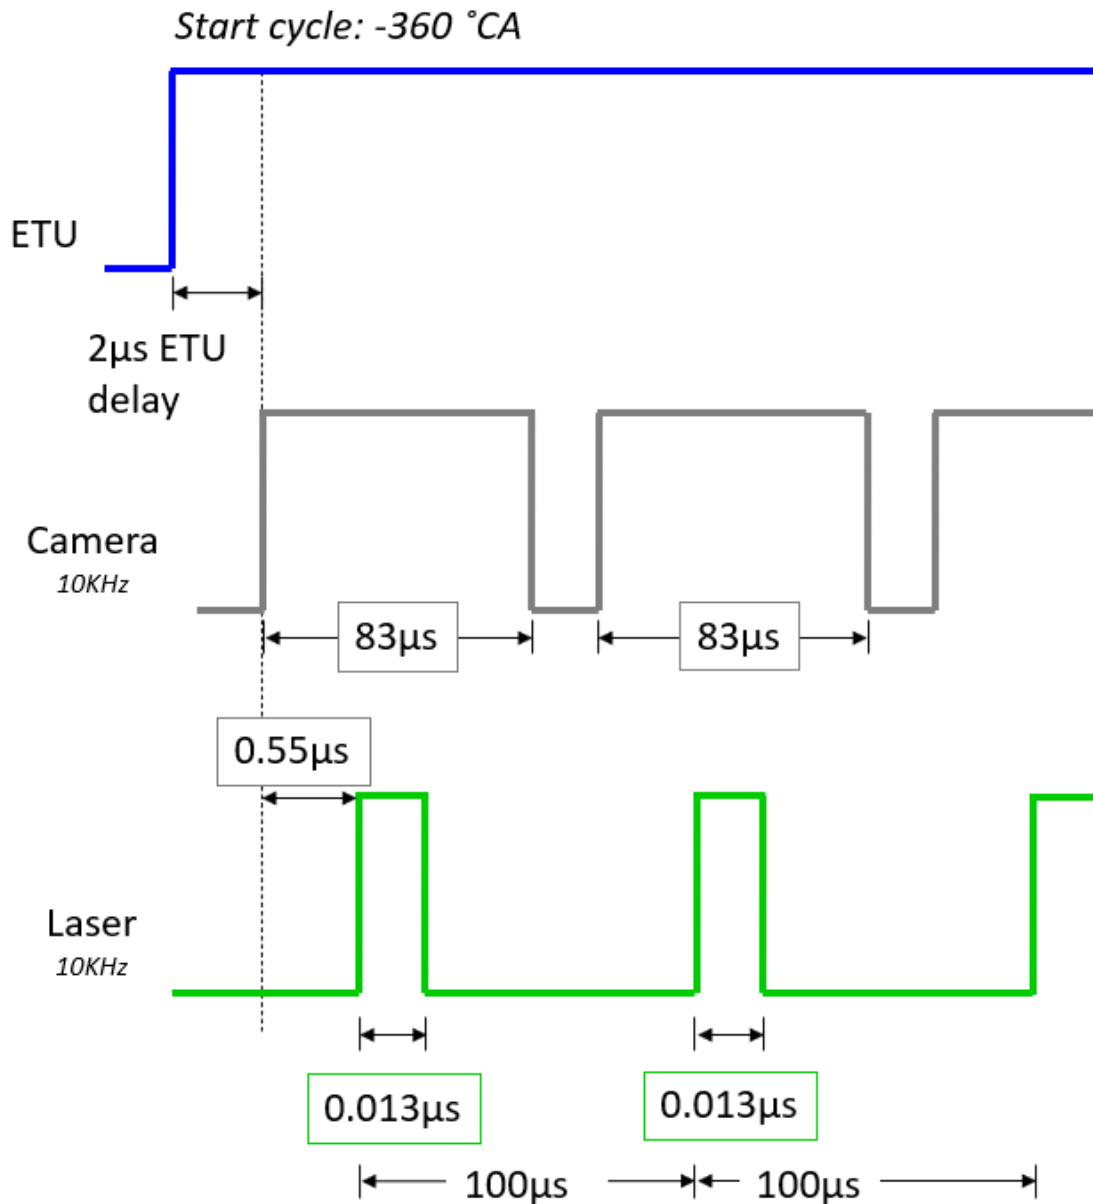 Start cycle: -360 ˚CA
ETU
2µs ETU
delay
Camera
10KHz
83µs
83µs
0.55µs
Laser
10KHz
0.013µs
0.013µs
100µs
100µs